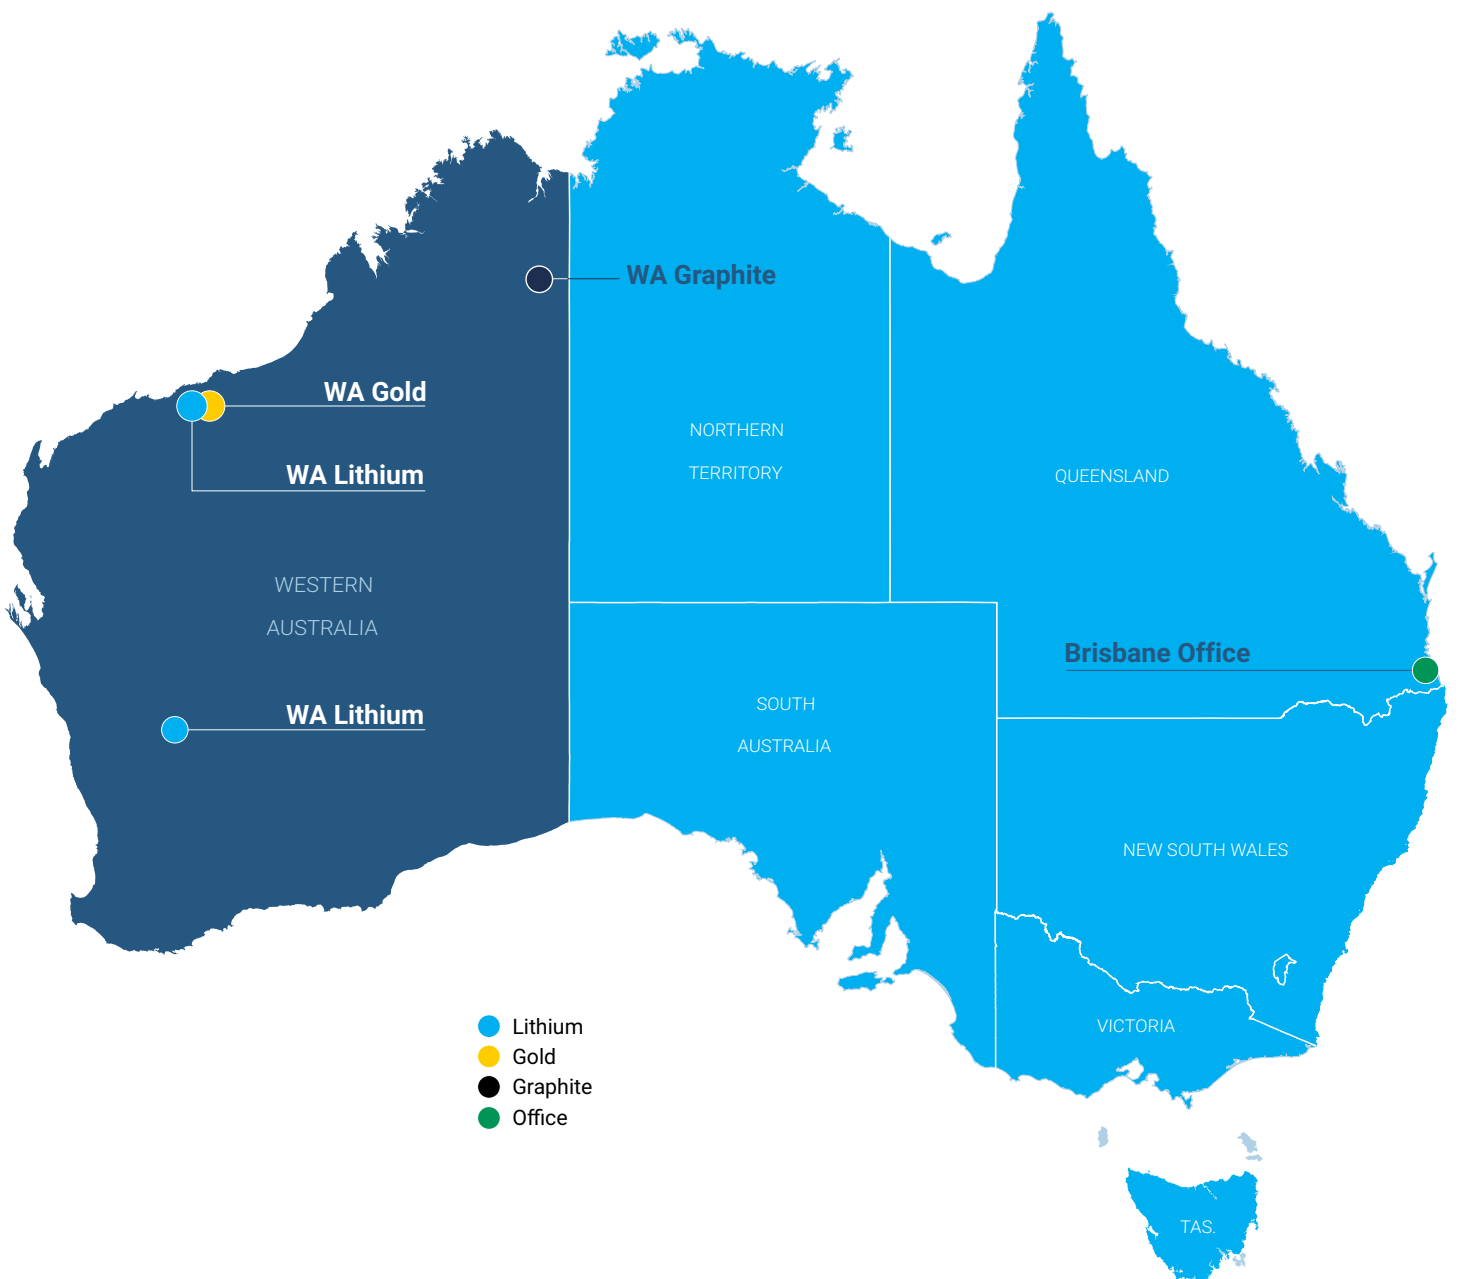 WA Graphite
WA Gold
WA Lithium
NORTHERN
TERRITORY
QUEENSLAND
WESTERN
AUSTRALIA
Brisbane Office
WA Lithium
SOUTH
AUSTRALIA
NEW SOUTH WALES
VICTORIA
Lithium
Gold
Graphite
Office
TAS.